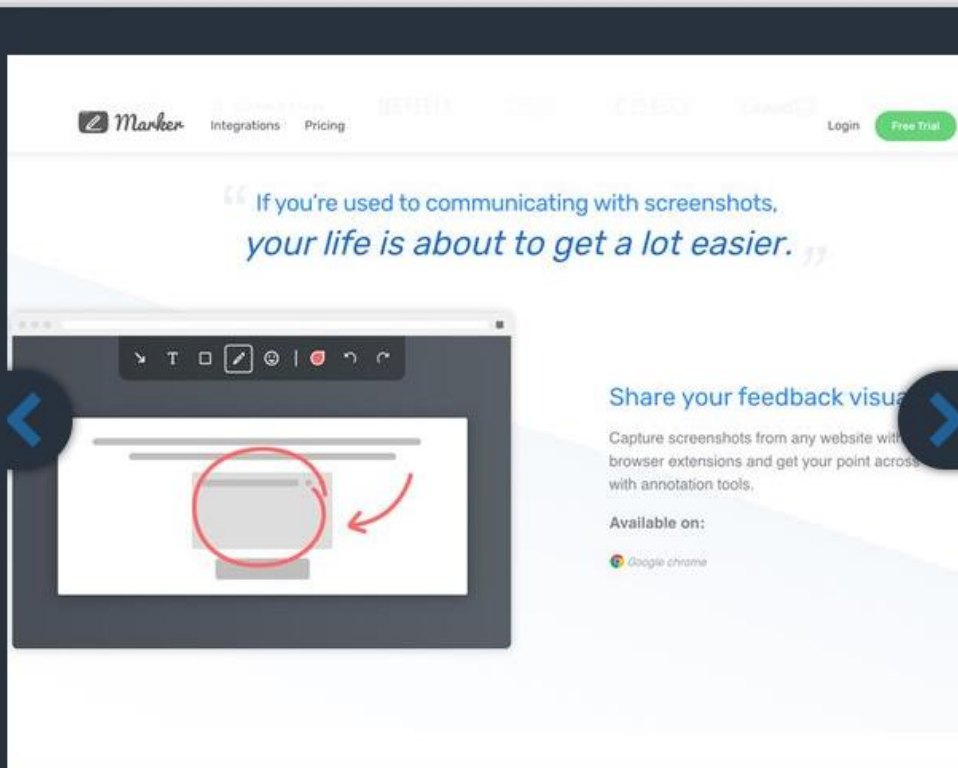 Marker Integrations Pricing Login Free Trial
“ If you're used to communicating with screenshots,
your life is about to get a lot easier. ”
T
Share your feedback
Capture screenshots from any website
browser extensions and get your point across
with annotation tools.
Available on:
Google chrome